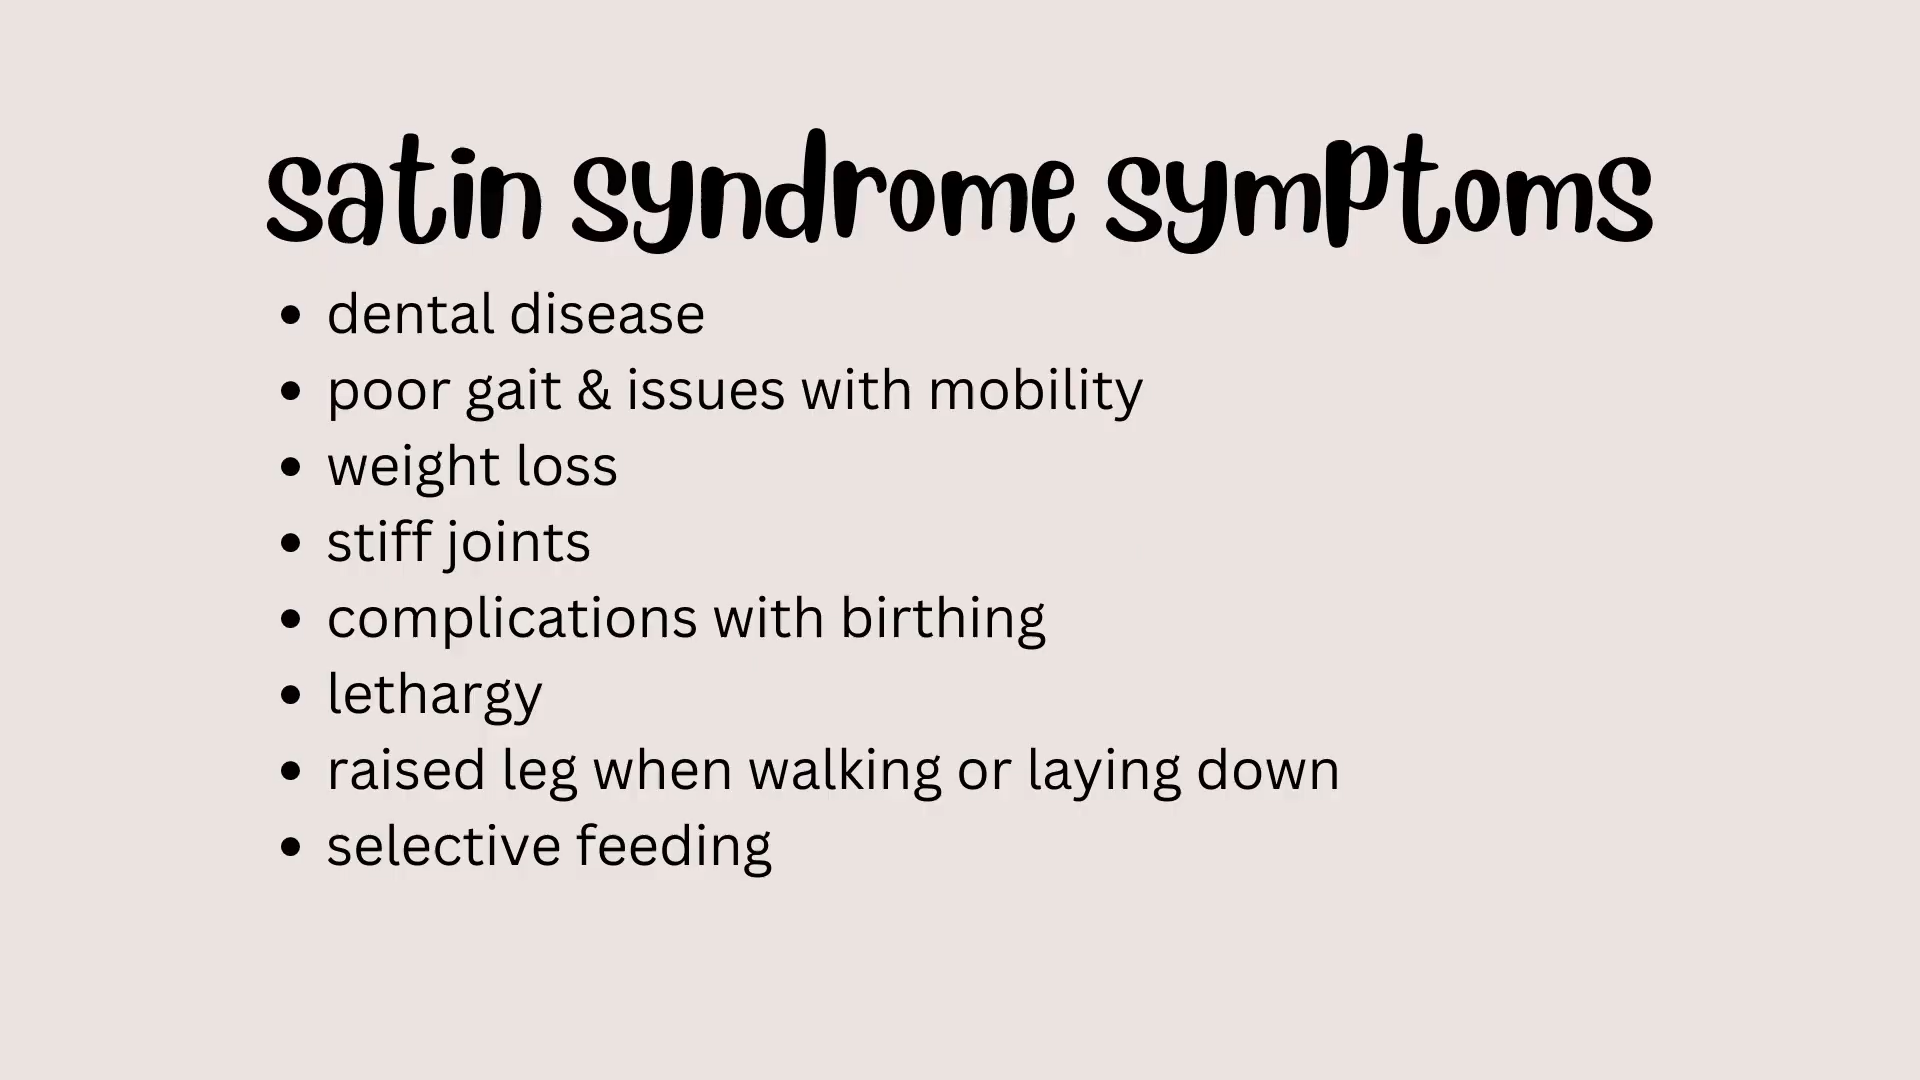 satin syndrome symptoms
• dental disease
• poor gait & issues with mobility
• weight loss
• stiff joints
• complications with birthing
• lethargy
• raised leg when walking or laying down
• selective feeding